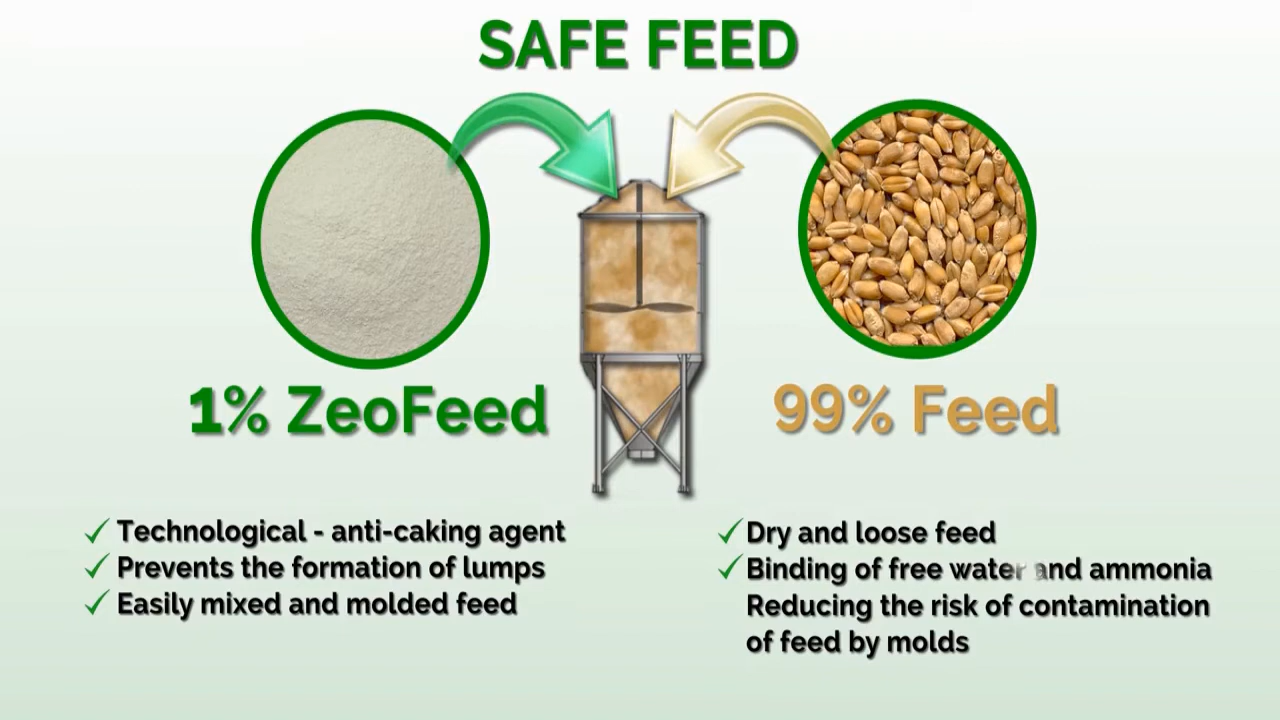 SAFE FEED
1% ZeoFeed
99% Feed
Technological - anti-caking agent
Prevents the formation of lumps
Easily mixed and molded feed
Dry and loose feed
Binding of free water and ammonia
Reducing the risk of contamination
of feed by molds